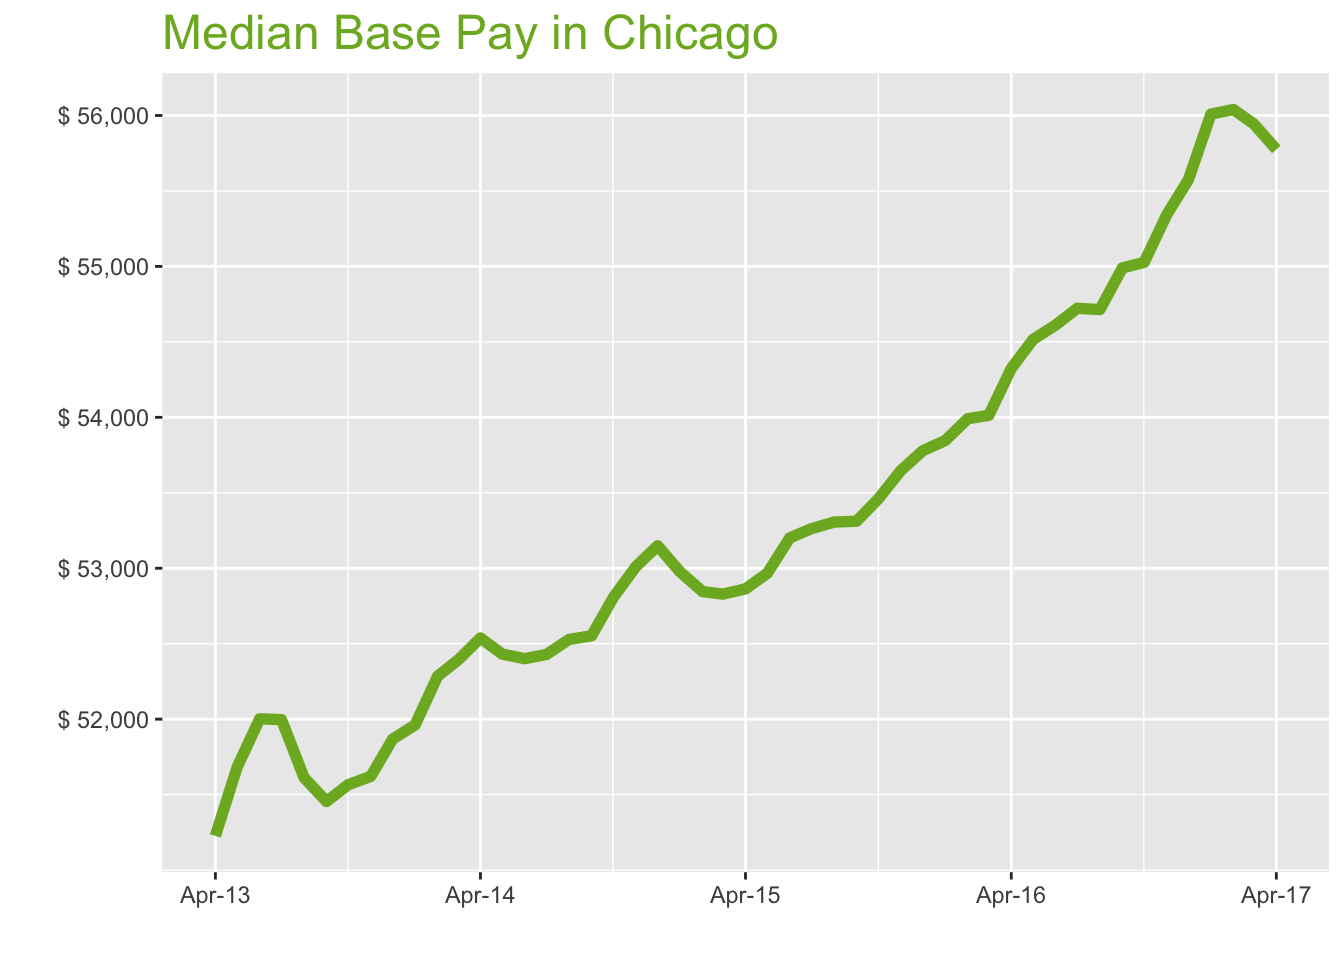 Median Base Pay in Chicago
$ 56,000
$ 55,000
$ 54,000
$ 53,000
$ 52,000
Apr-13 Apr-14 Apr-15 Apr-16 Apr-17